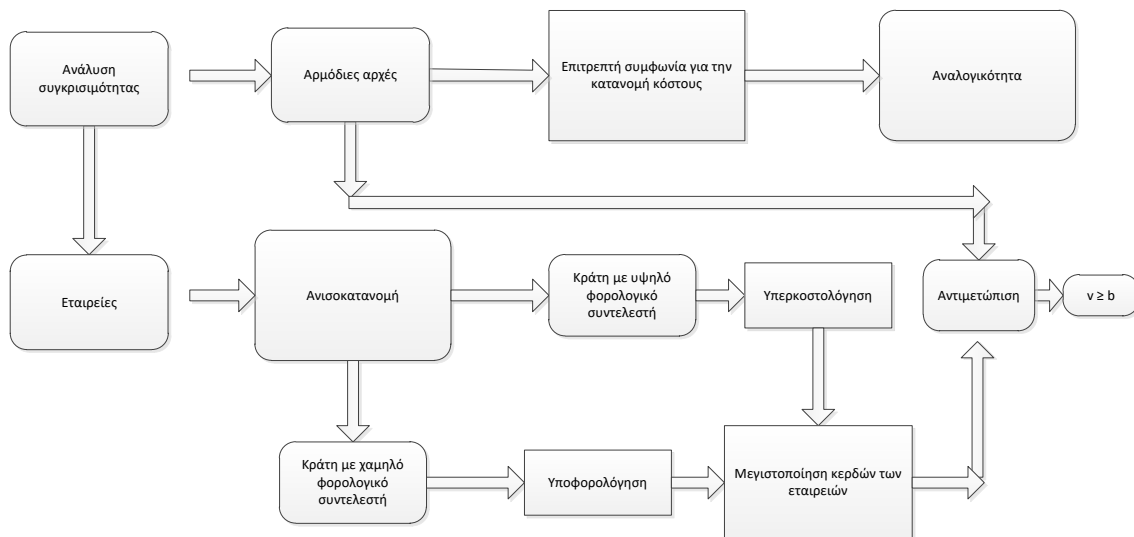 Ανάλυση
συγκρισιμότητας
Αρμόδιες αρχές
Επιτρεπτή συμφωνία για την
κατανομή κόστους
Αναλογικότητα
Εταιρείες
Ανισοκατανομή
Κράτη με υψηλό
φορολογικό
συντελεστή
Υπερκοστολόγηση
Αντιμετώπιση
v ≥ b
Κράτη με χαμηλό
φορολογικό
συντελεστή
Υποφορολόγηση
Μεγιστοποίηση κερδών των
εταιρειών